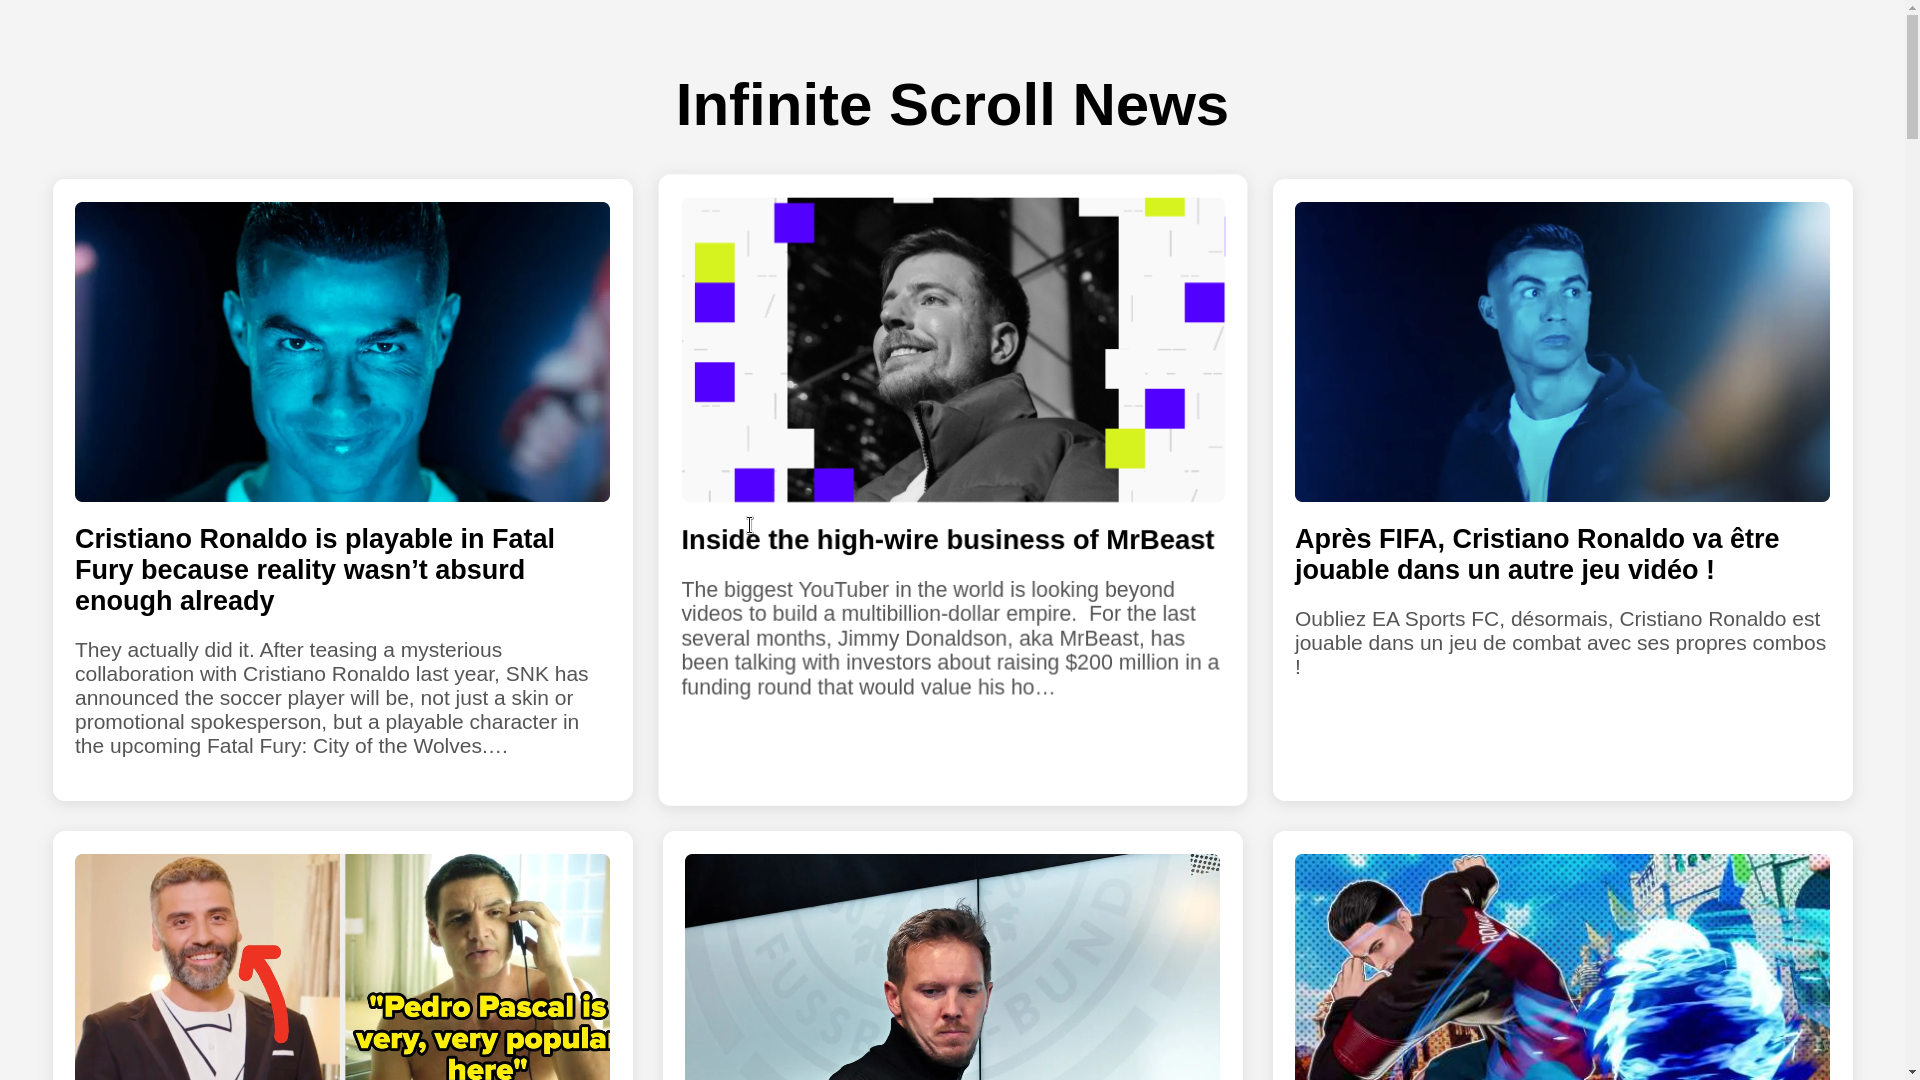 Infinite Scroll News
Cristiano Ronaldo is playable in Fatal
Fury because reality wasn’t absurd
enough already
They actually did it. After teasing a mysterious
collaboration with Cristiano Ronaldo last year, SNK has
announced the soccer player will be, not just a skin or
promotional spokesperson, but a playable character in
the upcoming Fatal Fury: City of the Wolves.…
Inside the high-wire business of MrBeast
The biggest YouTuber in the world is looking beyond
videos to build a multibillion-dollar empire.  For the last
several months, Jimmy Donaldson, aka MrBeast, has
been talking with investors about raising $200 million in a
funding round that would value his ho…
Après FIFA, Cristiano Ronaldo va être
jouable dans un autre jeu vidéo !
Oubliez EA Sports FC, désormais, Cristiano Ronaldo est
jouable dans un jeu de combat avec ses propres combos
!
"Pedro Pascal is
very, very popular
here"
FUSSB
BUND